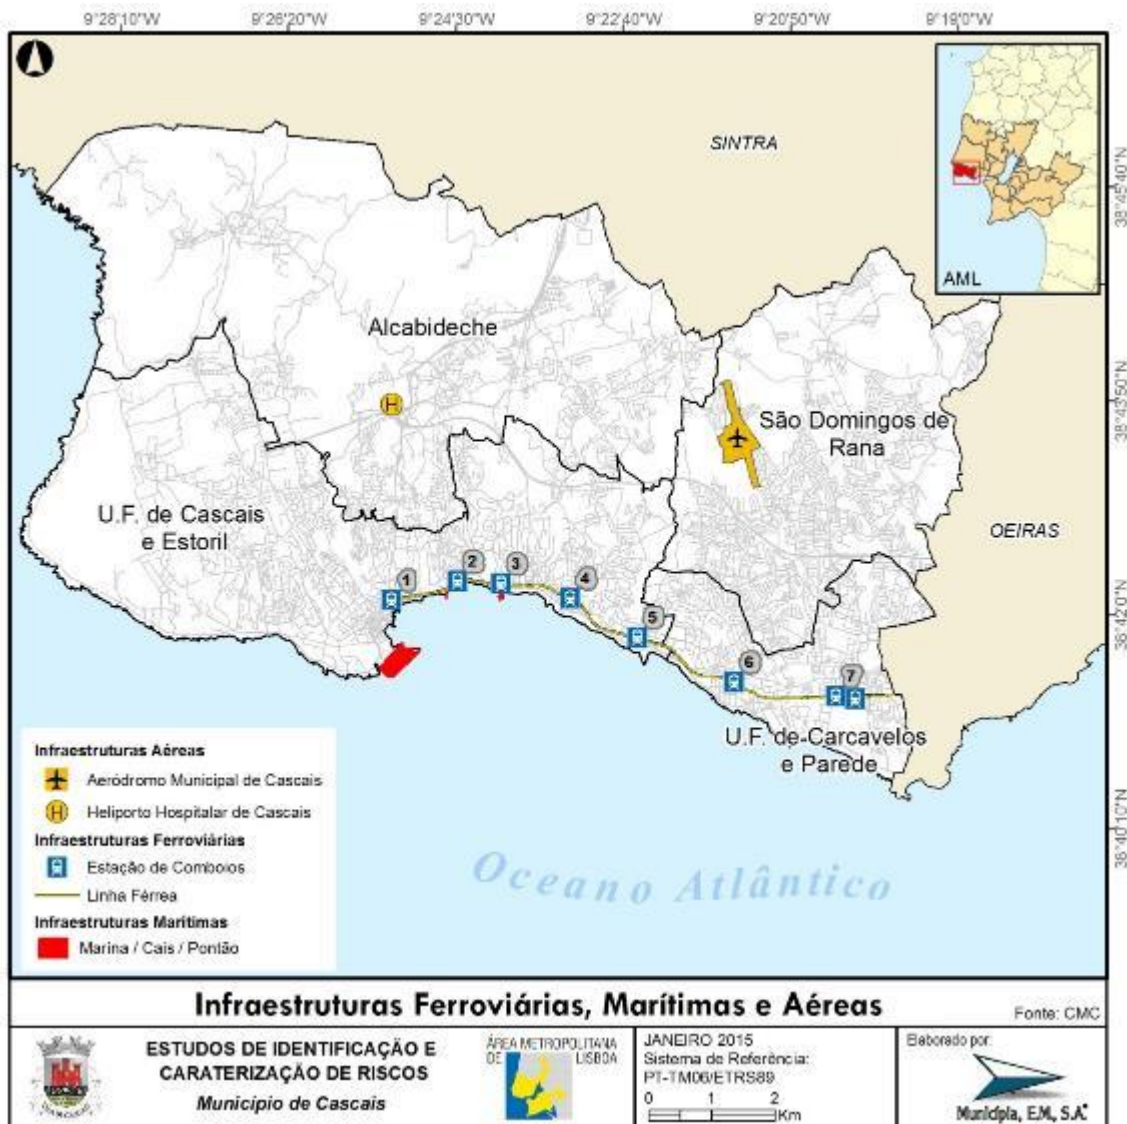 9°28'10"W 9°26'20"W 9°24'30"W 9°22'40"W 9°20'50"W 9°19'0"W
SINTRA
AML
38°45'40"N
Alcabideche
H
São Domingos de
Rana
38°43'50"N
U.F. de Cascais
e Estoril
OEIRAS
1
2
3
4
5
6
7
38°42'0"N
U.F. de Carcavelos
e Parede
38°40'10"N
Oceano Atlântico
Infraestruturas Aéreas
Aeródromo Municipal de Cascais
H Heliporto Hospitalar de Cascais
Infraestruturas Ferroviárias
Estação de Comboios
Linha Férrea
Infraestruturas Marítimas
Marina / Cais / Pontão
Infraestruturas Ferroviárias, Marítimas e Aéreas
Fonte: CMC
ESTUDOS DE IDENTIFICAÇÃO E
CARATERIZAÇÃO DE RISCOS
Município de Cascais
ÁREA METROPOLITANA
DE LISBOA
JANEIRO 2015
Sistema de Referência:
PT-TM06/ETRS89
0 1 2
Km
Elaborado por:
Municípia, E.M., S.A.